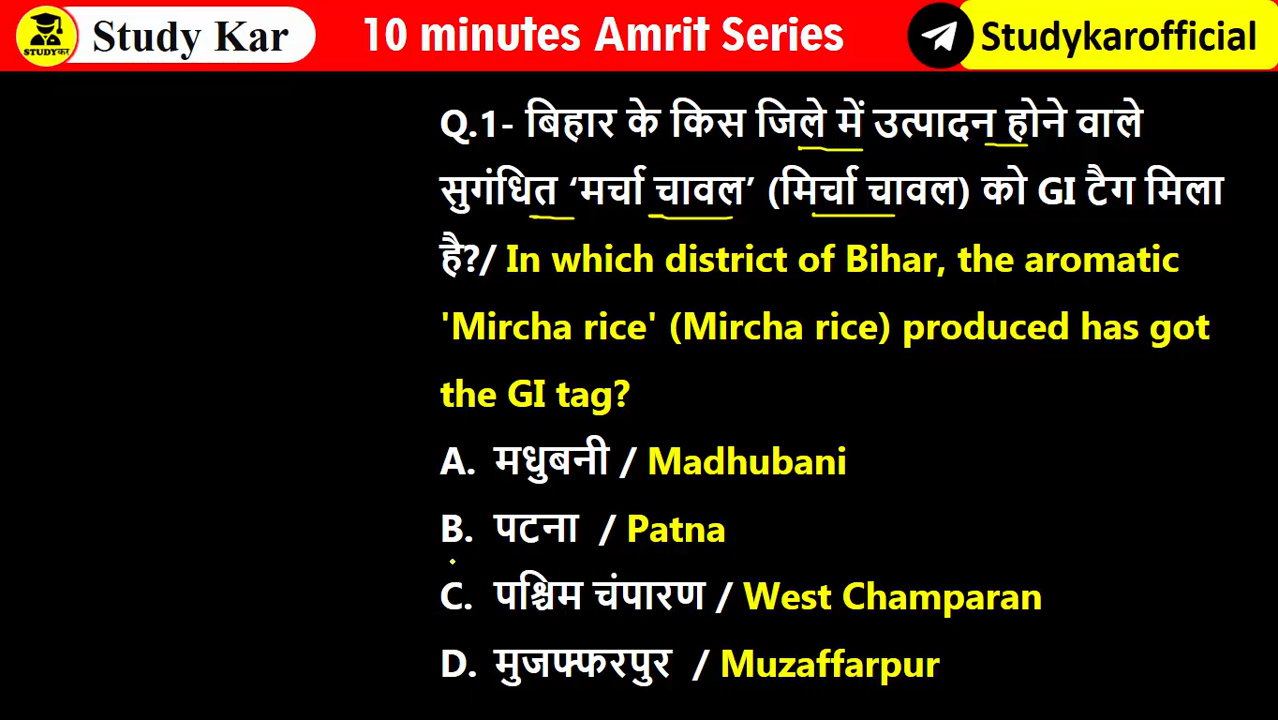 STUDYकर
Study Kar
10 minutes Amrit Series
Studykarofficial
Q.1- बिहार के किस जिले में उत्पादन होने वाले
सुगंधित ‘मर्चा चावल’ (मिर्चा चावल) को GI टैग मिला
है?/ In which district of Bihar, the aromatic
'Mircha rice' (Mircha rice) produced has got
the GI tag?
A. मधुबनी / Madhubani
B. पटना / Patna
C. पश्चिम चंपारण / West Champaran
D. मुजफ्फरपुर / Muzaffarpur